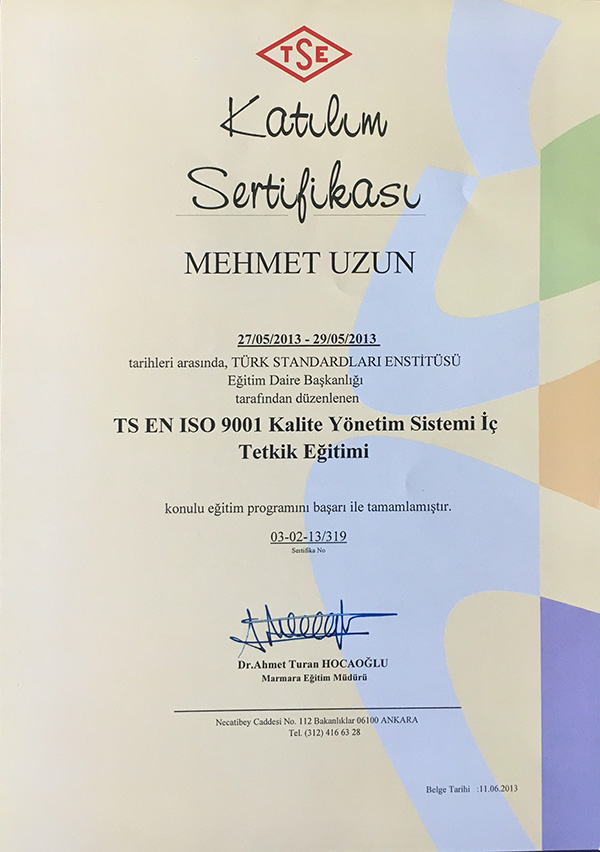 TSE
Katılım
Sertifikası
MEHMET UZUN
27/05/2013 - 29/05/2013
tarihleri arasında, TÜRK STANDARDLARI ENSTİTÜSÜ
Eğitim Daire Başkanlığı
tarafından düzenlenen
TS EN ISO 9001 Kalite Yönetim Sistemi İç
Tetkik Eğitimi
konulu eğitim programını başarı ile tamamlamıştır.
03-02-13/319
Sertifika No
Dr.Ahmet Turan HOCAOĞLU
Marmara Eğitim Müdürü
Necatibey Caddesi No. 112 Bakanlıklar 06100 ANKARA
Tel. (312) 416 63 28
Belge Tarihi :11.06.2013